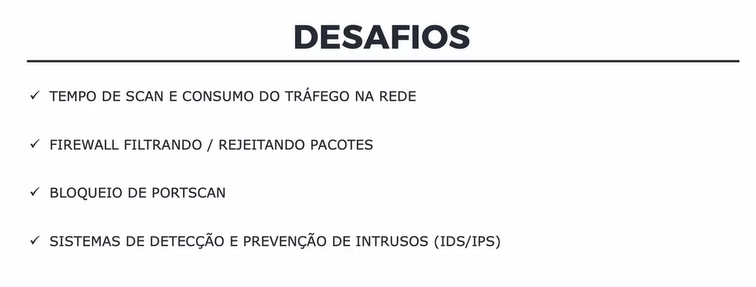 DESAFIOS
✓ TEMPO DE SCAN E CONSUMO DO TRÁFEGO NA REDE
✓ FIREWALL FILTRANDO / REJEITANDO PACOTES
✓ BLOQUEIO DE PORTSCAN
✓ SISTEMAS DE DETECÇÃO E PREVENÇÃO DE INTRUSOS (IDS/IPS)